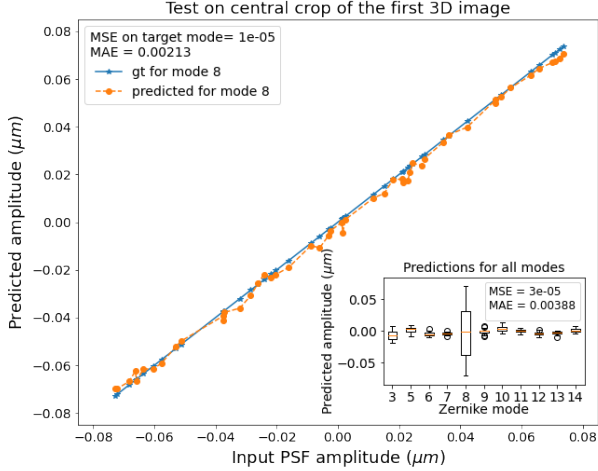 Test on central crop of the first 3D image
MSE on target mode= 1e-05
MAE = 0.00213
gt for mode 8
predicted for mode 8
Predicted amplitude (μm)
0.08
0.06
0.04
0.02
0.00
−0.02
−0.04
−0.06
−0.08
Predictions for all modes
MSE = 3e-05
MAE = 0.00388
Predicted amplitude (μm)
0.05
0.00
−0.05
3 5 6 7 8 9 10 11 12 13 14
Zernike mode
−0.08 −0.06 −0.04 −0.02 0.00 0.02 0.04 0.06 0.08
Input PSF amplitude (μm)